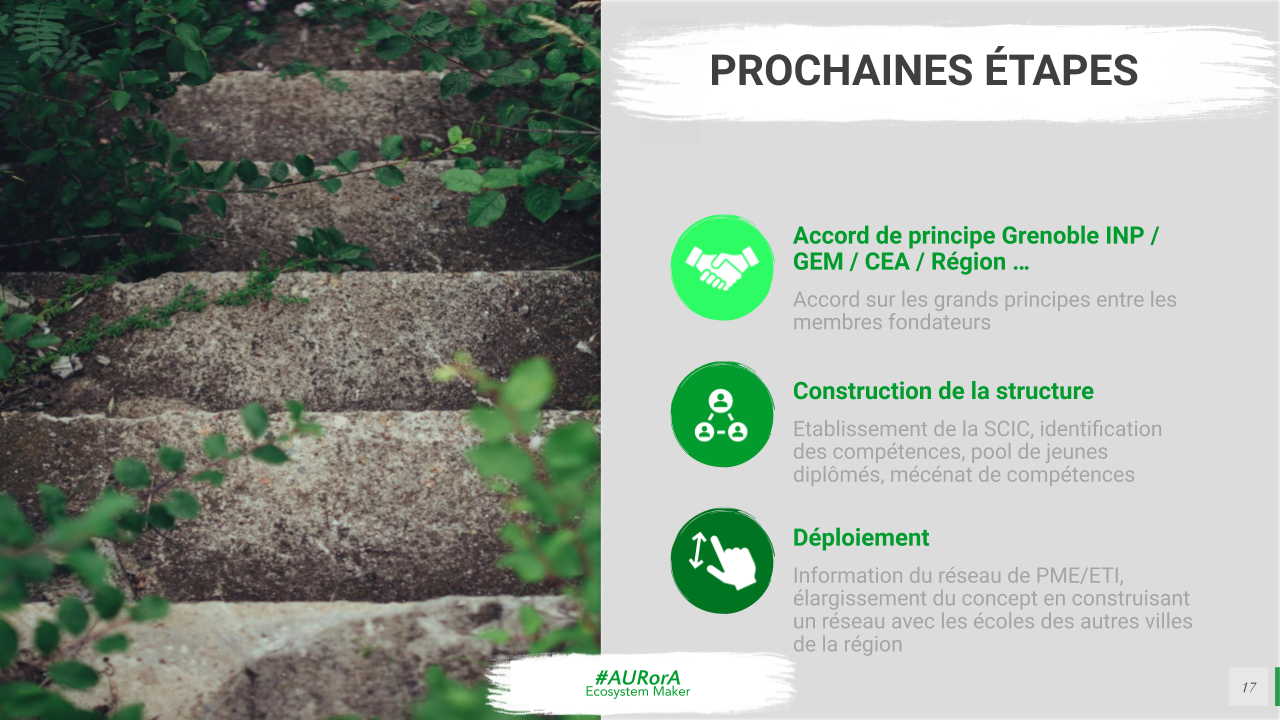 PROCHAINES ÉTAPES
Accord de principe Grenoble INP /
GEM / CEA / Région ...
Accord sur les grands principes entre les
membres fondateurs
Construction de la structure
Etablissement de la SCIC, identification
des compétences, pool de jeunes
diplômés, mécénat de compétences
Déploiement
Information du réseau de PME/ETI,
élargissement du concept en construisant
un réseau avec les écoles des autres villes
de la région
#AURorA
Ecosystem Maker
17